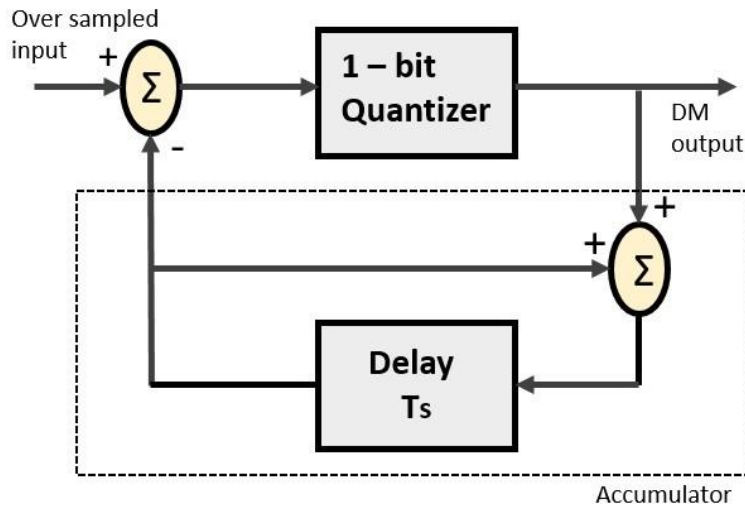 Over sampled
input
+
Σ
-
1 – bit
Quantizer
DM
output
+
+
Σ
Delay
Ts
Accumulator